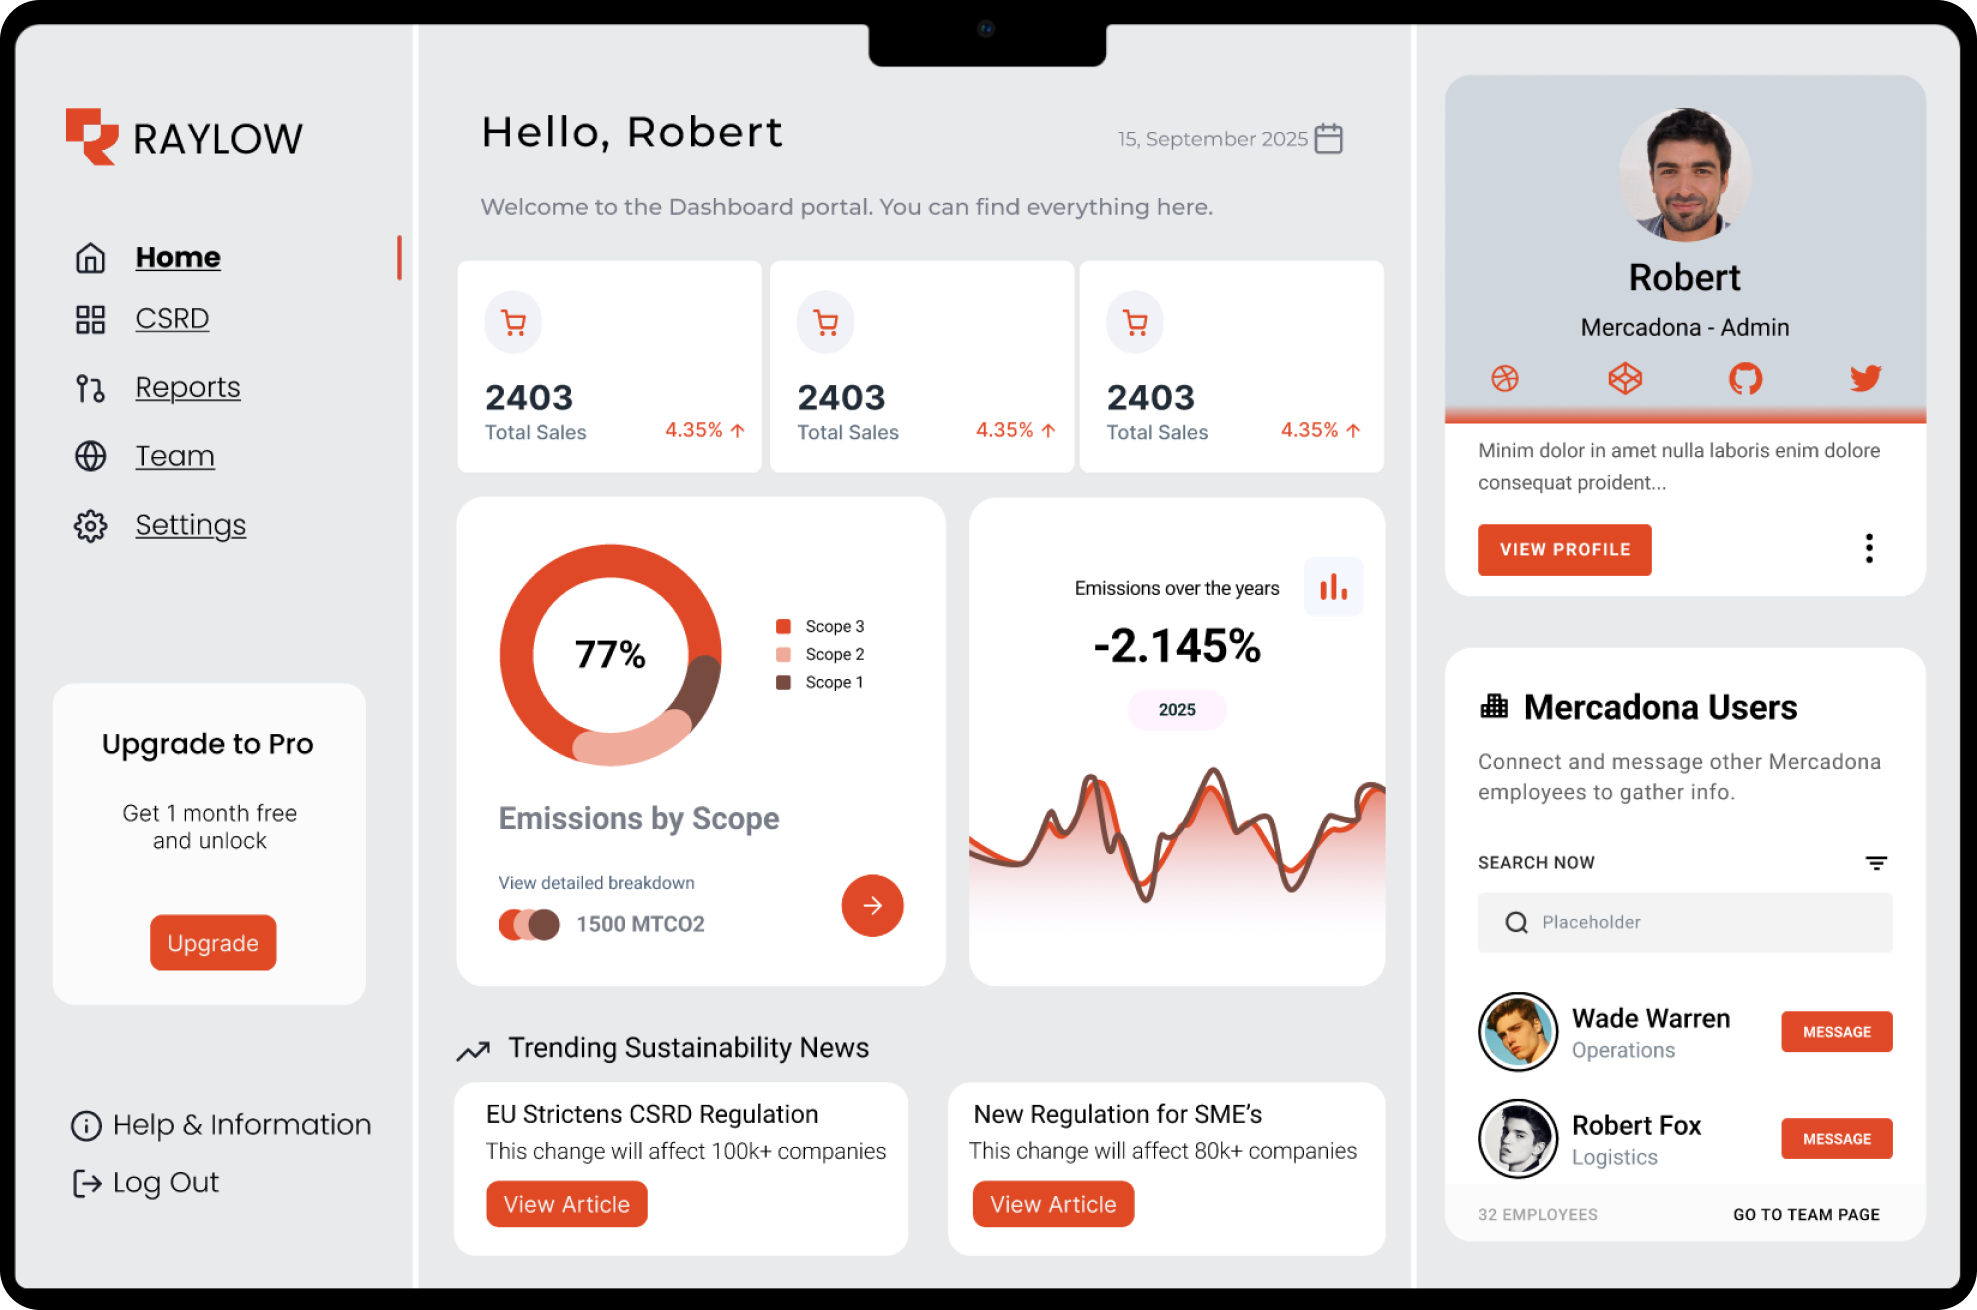 RAYLOW
Home
CSRD
Reports
Team
Settings
Upgrade to Pro
Get 1 month free
and unlock
Upgrade
Help & Information
Log Out
Hello, Robert
15, September 2025
Welcome to the Dashboard portal. You can find everything here.
2403
Total Sales
4.35%
2403
Total Sales
4.35%
2403
Total Sales
4.35%
77%
Scope 3
Scope 2
Scope 1
Emissions by Scope
View detailed breakdown
1500 MTCO2
Emissions over the years
-2.145%
2025
Trending Sustainability News
EU Strictens CSRD Regulation
This change will affect 100k+ companies
View Article
New Regulation for SME’s
This change will affect 80k+ companies
View Article
Robert
Mercadona - Admin
Minim dolor in amet nulla laboris enim dolore
consequat proident...
VIEW PROFILE
Mercadona Users
Connect and message other Mercadona
employees to gather info.
SEARCH NOW
Placeholder
Wade Warren
Operations
MESSAGE
Robert Fox
Logistics
MESSAGE
32 EMPLOYEES
GO TO TEAM PAGE